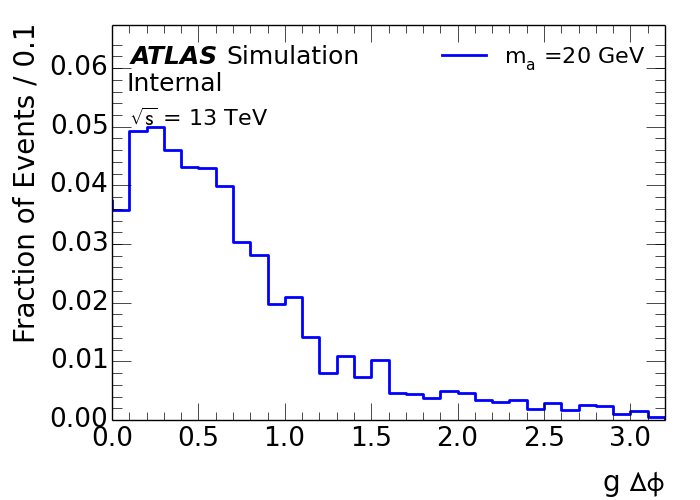 ATLAS Simulation
Internal
√s = 13 TeV
mₐ =20 GeV
Fraction of Events / 0.1
0.06
0.05
0.04
0.03
0.02
0.01
0.00
0.0 0.5 1.0 1.5 2.0 2.5 3.0
g Δϕ